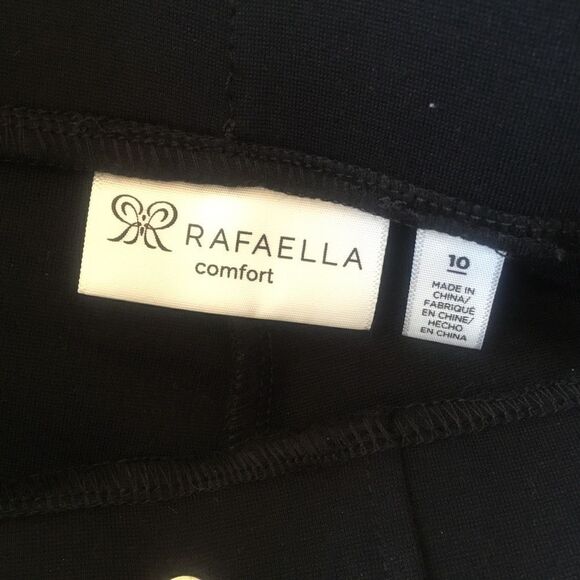 RAFAELLA
comfort
10
MADE IN
CHINA/
FABRIQUÉ
EN CHINE/
HECHO
EN CHINA